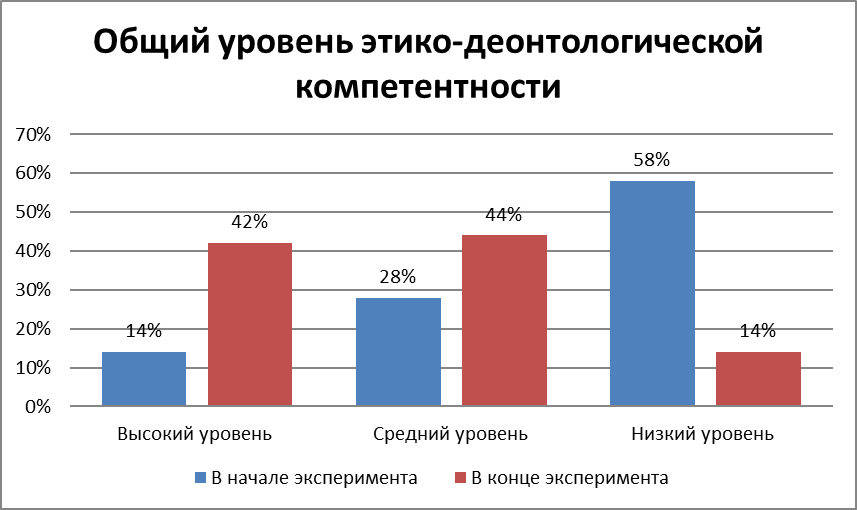 Общий уровень этико-деонтологической
компетентности
70%
60%
50%
40%
30%
20%
10%
0%
14%
42%
28%
44%
58%
14%
Высокий уровень
Средний уровень
Низкий уровень
В начале эксперимента
В конце эксперимента